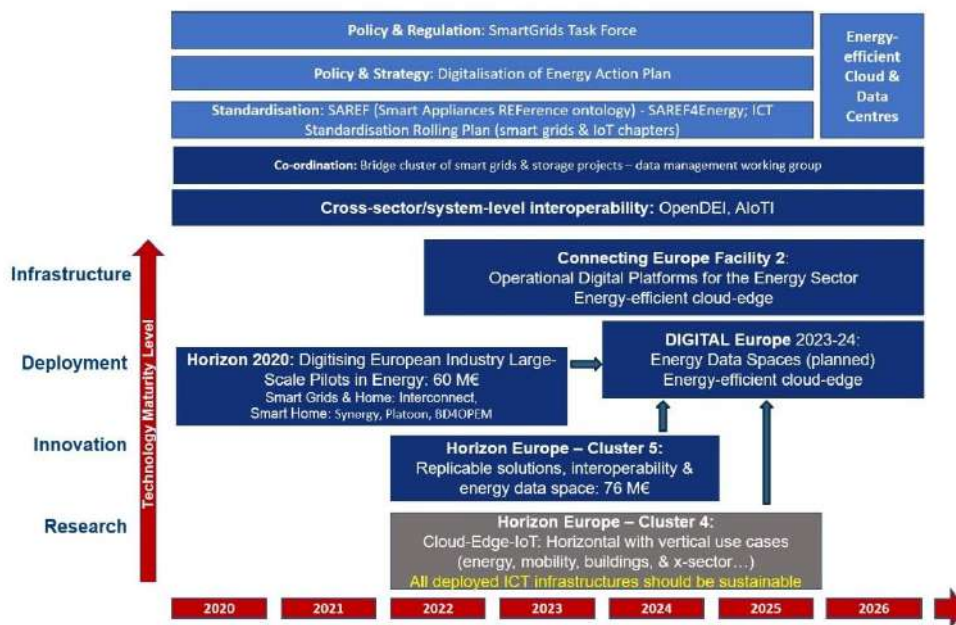 Policy & Regulation: SmartGrids Task Force
Policy & Strategy: Digitalisation of Energy Action Plan
Standardisation: SAREF (Smart Appliances REFerence ontology) - SAREF4Energy; ICT
Standardisation Rolling Plan (smart grids & IoT chapters)
Energy-
efficient
Cloud &
Data
Centres
Co-ordination: Bridge cluster of smart grids & storage projects – data management working group
Cross-sector/system-level interoperability: OpenDEI, AIoTI
Technology Maturity Level
Infrastructure
Connecting Europe Facility 2:
Operational Digital Platforms for the Energy Sector
Energy-efficient cloud-edge
Deployment
Horizon 2020: Digitising European Industry Large-
Scale Pilots in Energy: 60 M€
Smart Grids & Home: Interconnect,
Smart Home: Synergy, Platoon, BD4OPEM
DIGITAL Europe 2023-24:
Energy Data Spaces (planned)
Energy-efficient cloud-edge
Innovation
Horizon Europe – Cluster 5:
Replicable solutions, interoperability &
energy data space: 76 M€
Research
Horizon Europe – Cluster 4:
Cloud-Edge-IoT: Horizontal with vertical use cases
(energy, mobility, buildings, & x-sector…)
All deployed ICT infrastructures should be sustainable
2020 2021 2022 2023 2024 2025 2026